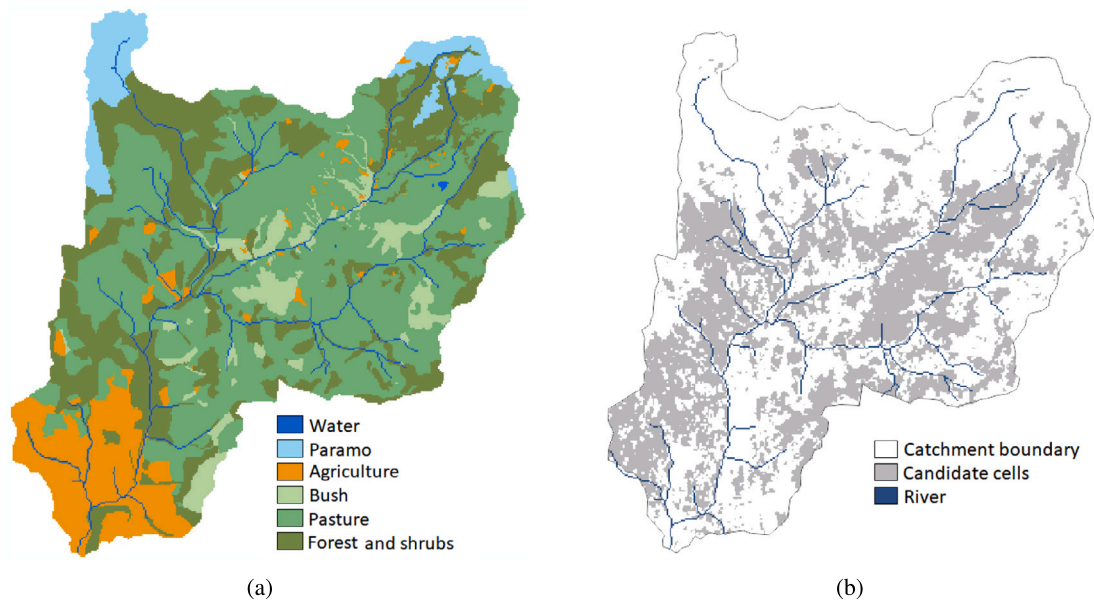 Water
Paramo
Agriculture
Bush
Pasture
Forest and shrubs
(a)
Catchment boundary
Candidate cells
River
(b)